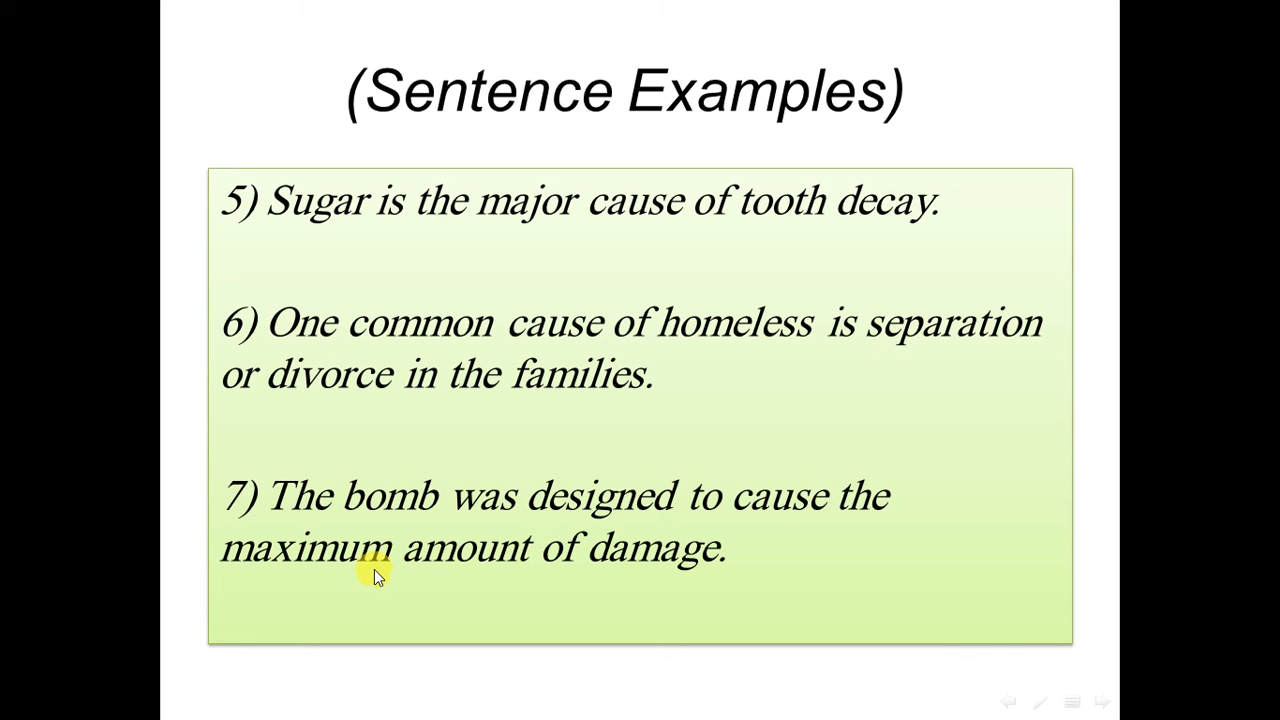 (Sentence Examples)
5) Sugar is the major cause of tooth decay.
6) One common cause of homeless is separation
or divorce in the families.
7) The bomb was designed to cause the
maximum amount of damage.